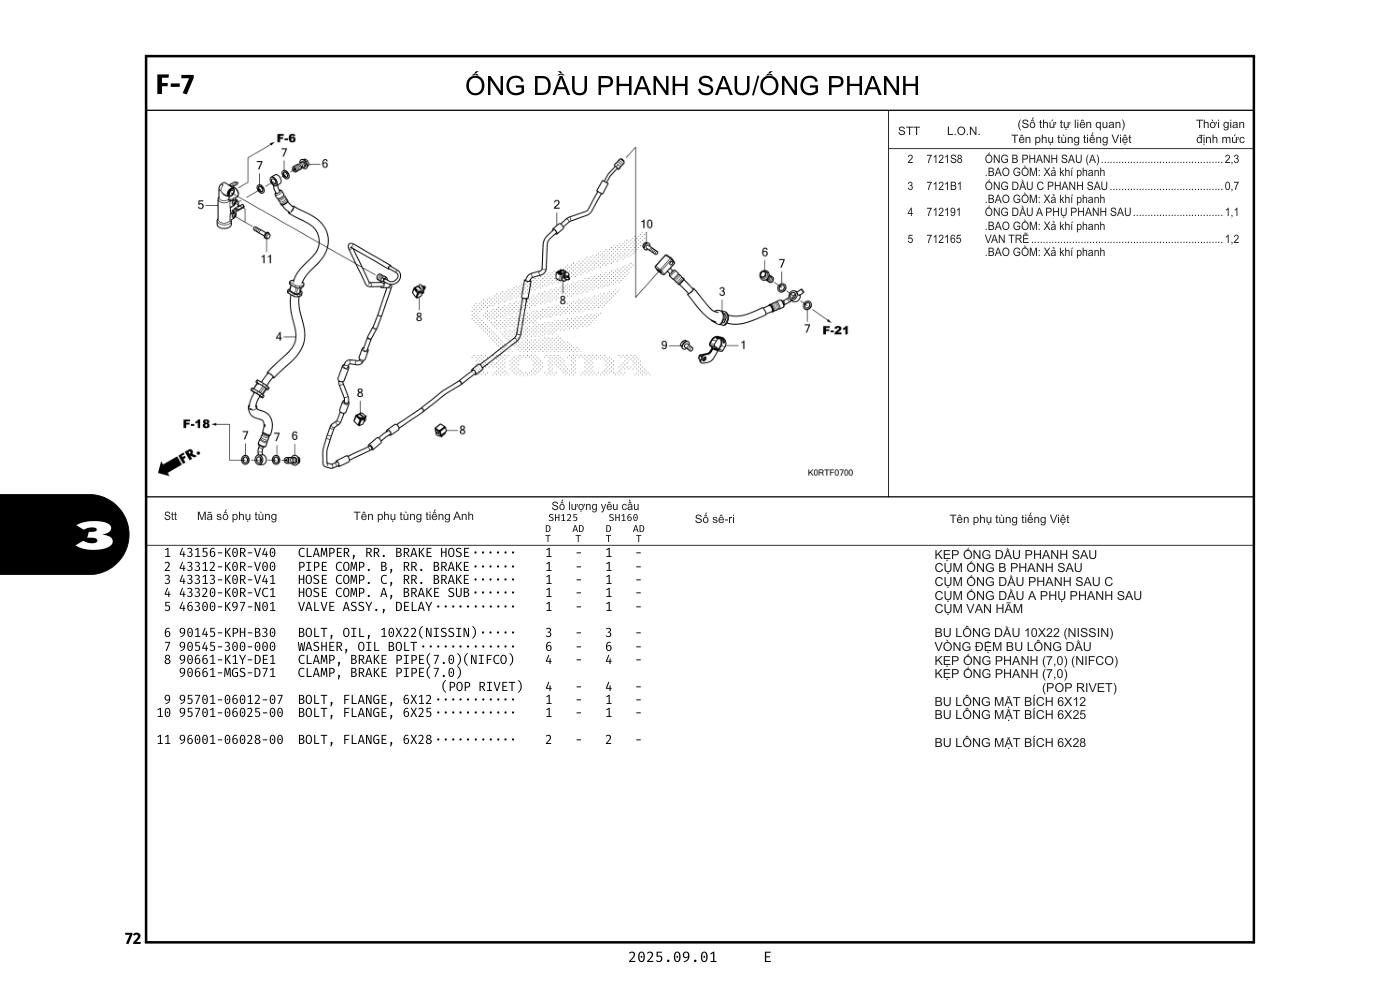 F-7
ỐNG DẦU PHANH SAU/ỐNG PHANH
F-6
7
7
6
5
11
4
8
8
8
8
2
10
3
6
7
7
F-21
9
1
F-18
7
7
6
FR.
HONDA
K0RTF0700
STT L.O.N. (Số thứ tự liên quan) Tên phụ tùng tiếng Việt Thời gian định mức
2 7121S8 ỐNG B PHANH SAU (A)..........................................2,3
.BAO GỒM: Xả khí phanh
3 7121B1 ỐNG DẦU C PHANH SAU.......................................0,7
.BAO GỒM: Xả khí phanh
4 712191 ỐNG DẦU A PHỤ PHANH SAU...............................1,1
.BAO GỒM: Xả khí phanh
5 712165 VAN TRỄ...................................................................1,2
.BAO GỒM: Xả khí phanh
3
Stt Mã số phụ tùng Tên phụ tùng tiếng Anh Số lượng yêu cầu Số sê-ri Tên phụ tùng tiếng Việt
SH125 SH160
D AD D AD
T T T T
1 43156-K0R-V40 CLAMPER, RR. BRAKE HOSE······ 1 - 1 - KẸP ỐNG DẦU PHANH SAU
2 43312-K0R-V00 PIPE COMP. B, RR. BRAKE······ 1 - 1 - CỤM ỐNG B PHANH SAU
3 43313-K0R-V41 HOSE COMP. C, RR. BRAKE······ 1 - 1 - CỤM ỐNG DẦU PHANH SAU C
4 43320-K0R-VC1 HOSE COMP. A, BRAKE SUB······ 1 - 1 - CỤM ỐNG DẦU A PHỤ PHANH SAU
5 46300-K97-N01 VALVE ASSY., DELAY··········· 1 - 1 - CỤM VAN HÃM
6 90145-KPH-B30 BOLT, OIL, 10X22(NISSIN)····· 3 - 3 - BU LÔNG DẦU 10X22 (NISSIN)
7 90545-300-000 WASHER, OIL BOLT············· 6 - 6 - VÒNG ĐỆM BU LÔNG DẦU
8 90661-K1Y-DE1 CLAMP, BRAKE PIPE(7.0)(NIFCO) 4 - 4 - KẸP ỐNG PHANH (7,0) (NIFCO)
90661-MGS-D71 CLAMP, BRAKE PIPE(7.0) KẸP ỐNG PHANH (7,0)
(POP RIVET) 4 - 4 - (POP RIVET)
9 95701-06012-07 BOLT, FLANGE, 6X12··········· 1 - 1 - BU LÔNG MẶT BÍCH 6X12
10 95701-06025-00 BOLT, FLANGE, 6X25··········· 1 - 1 - BU LÔNG MẶT BÍCH 6X25
11 96001-06028-00 BOLT, FLANGE, 6X28··········· 2 - 2 - BU LÔNG MẶT BÍCH 6X28
72
2025.09.01 E